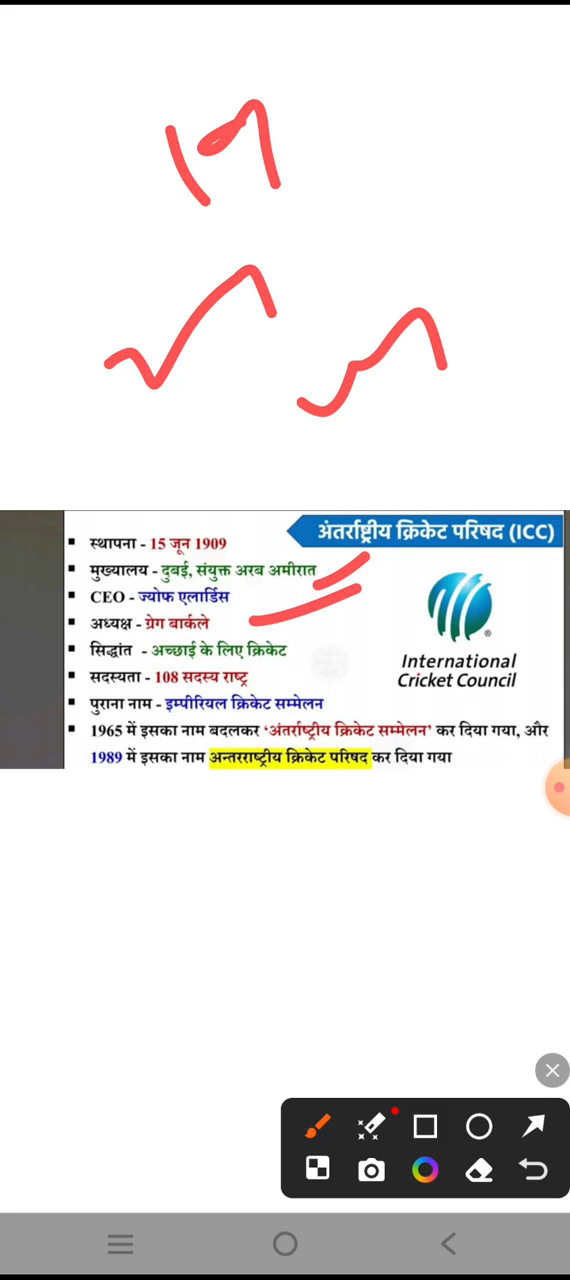 अंतर्राष्ट्रीय क्रिकेट परिषद (ICC)
▪ स्थापना - 15 जून 1909
▪ मुख्यालय - दुबई, संयुक्त अरब अमीरात
▪ CEO - ज्योफ एलार्डिस
▪ अध्यक्ष - ग्रेग बार्कले
▪ सिद्धांत - अच्छाई के लिए क्रिकेट
▪ सदस्यता - 108 सदस्य राष्ट्र
▪ पुराना नाम - इम्पीरियल क्रिकेट सम्मेलन
▪ 1965 में इसका नाम बदलकर ‘अंतर्राष्ट्रीय क्रिकेट सम्मेलन’ कर दिया गया, और
1989 में इसका नाम अन्तरराष्ट्रीय क्रिकेट परिषद कर दिया गया
®
International
Cricket Council